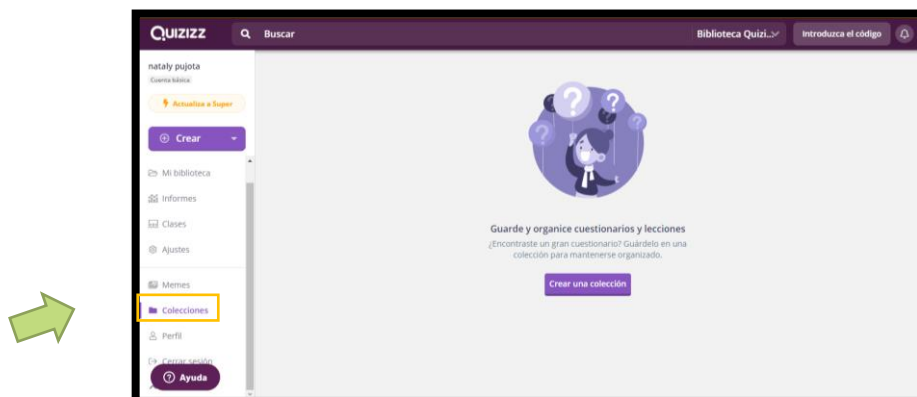 QUIZIZZ
Buscar
Biblioteca Quizi..
Introduzca el código
nataly pujota
Cuenta básica
Actualiza a Super
Crear
Mi biblioteca
Informes
Clases
Ajustes
Memes
Colecciones
Perfil
Cerrar sesión
Ayuda
Guarde y organice cuestionarios y lecciones
¿Encontraste un gran cuestionario? Guárdelo en una
colección para mantenerse organizado.
Crear una colección